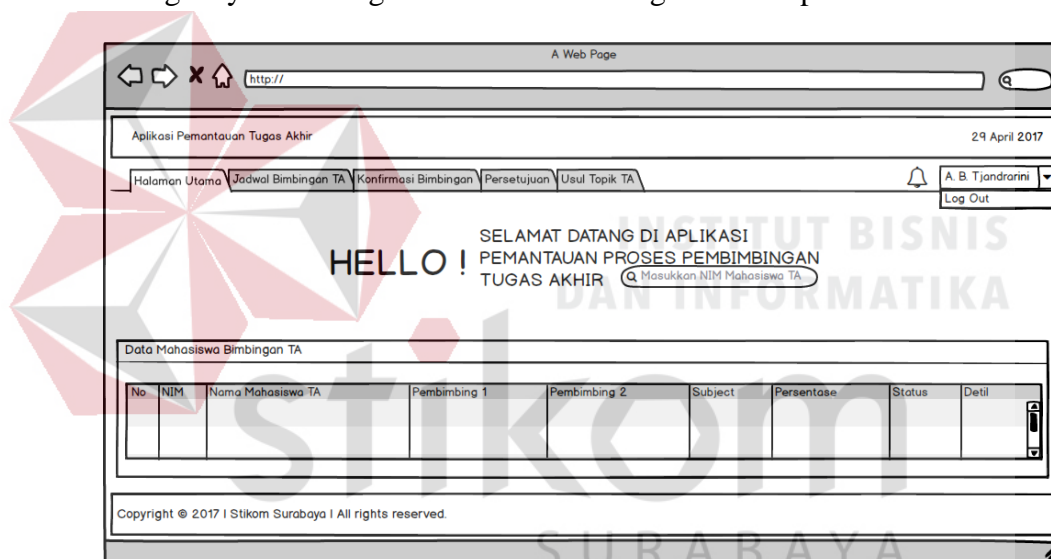 A Web Page
http://
Aplikasi Pemantauan Tugas Akhir
29 April 2017
Halaman Utama Jadwal Bimbingan TA Konfirmasi Bimbingan Persetujuan Usul Topik TA
A. B. Tjandrarini
Log Out
INSTITUT BISNIS
DAN INFORMATIKA
HELLO !
SELAMAT DATANG DI APLIKASI
PEMANTAUAN PROSES PEMBIMBINGAN
TUGAS AKHIR
Masukkan NIM Mahasiswa TA
Data Mahasiswa Bimbingan TA
No NIM Nama Mahasiswa TA Pembimbing 1 Pembimbing 2 Subject Persentase Status Detil
stikom
Copyright © 2017 | Stikom Surabaya | All rights reserved.
SURABAYA